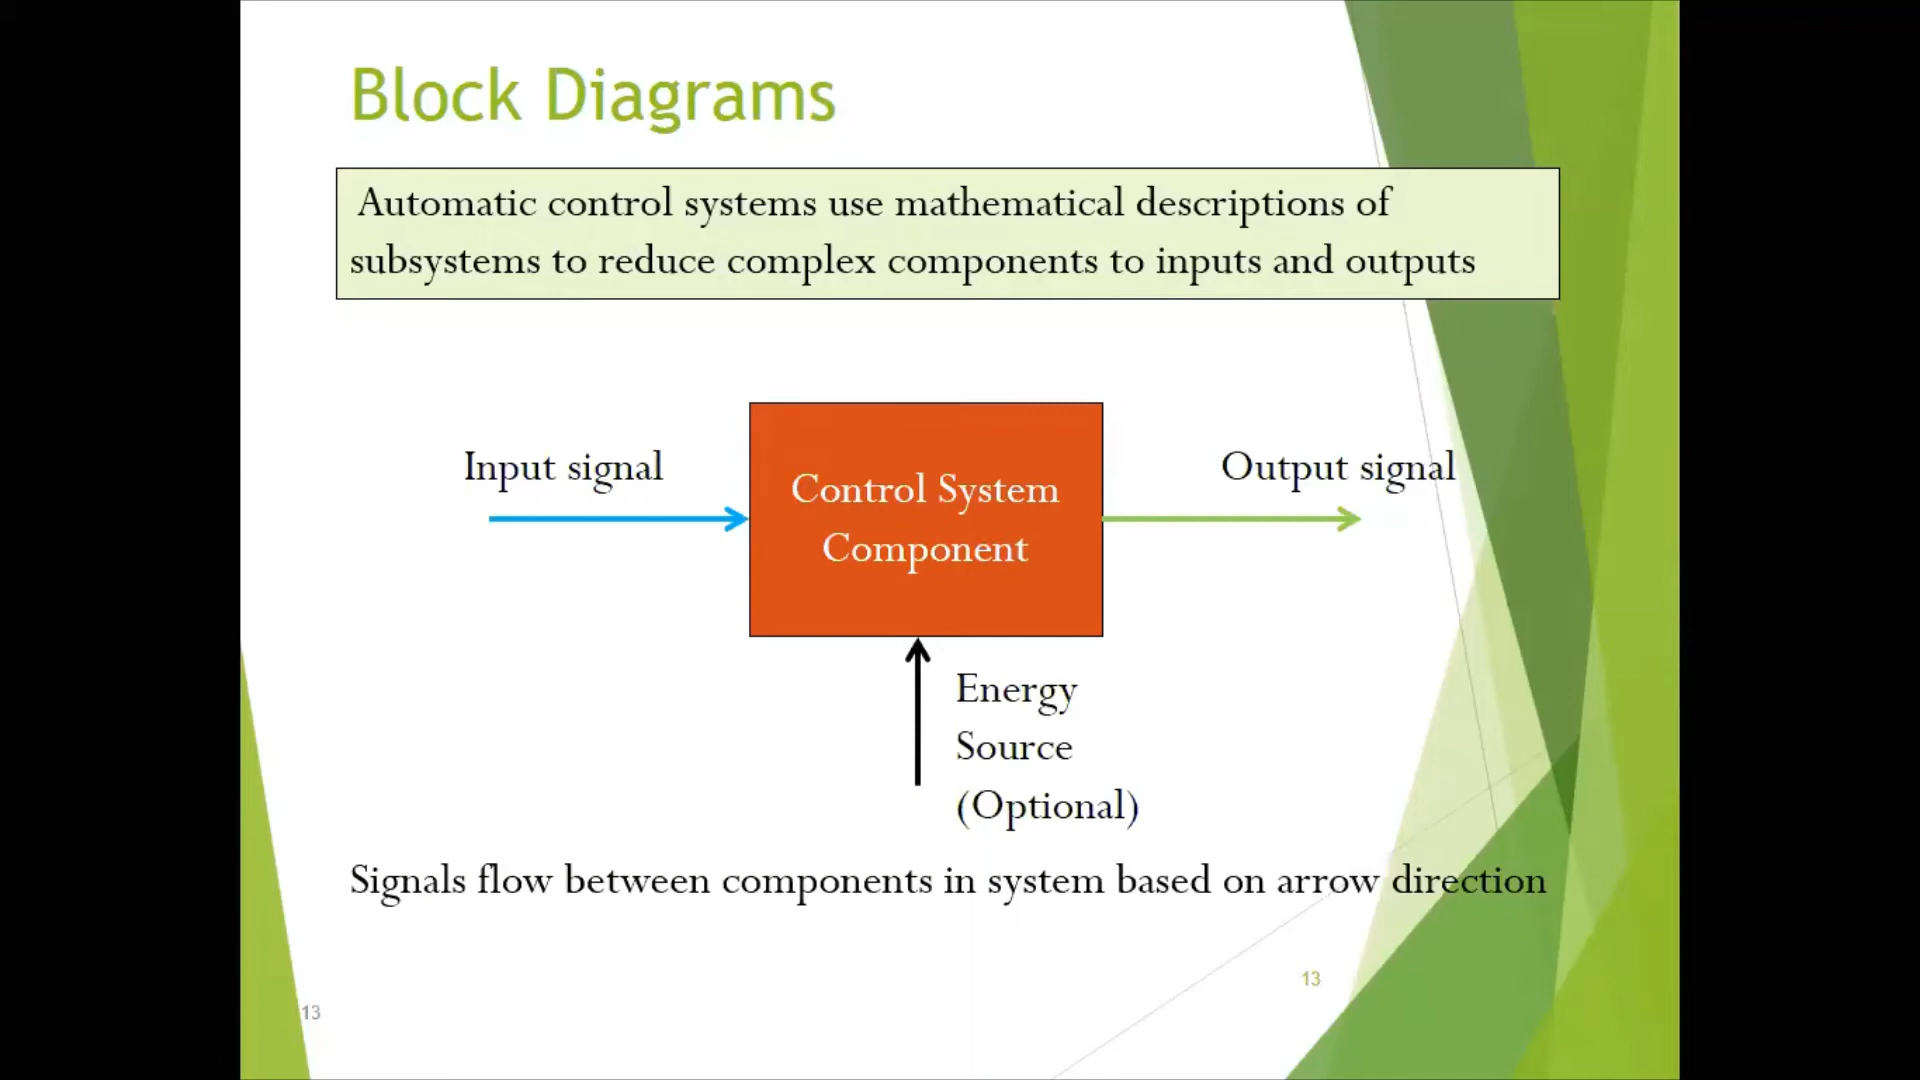 Block Diagrams
Automatic control systems use mathematical descriptions of
subsystems to reduce complex components to inputs and outputs
Input signal
Control System
Component
Output signal
Energy
Source
(Optional)
Signals flow between components in system based on arrow direction
13
13